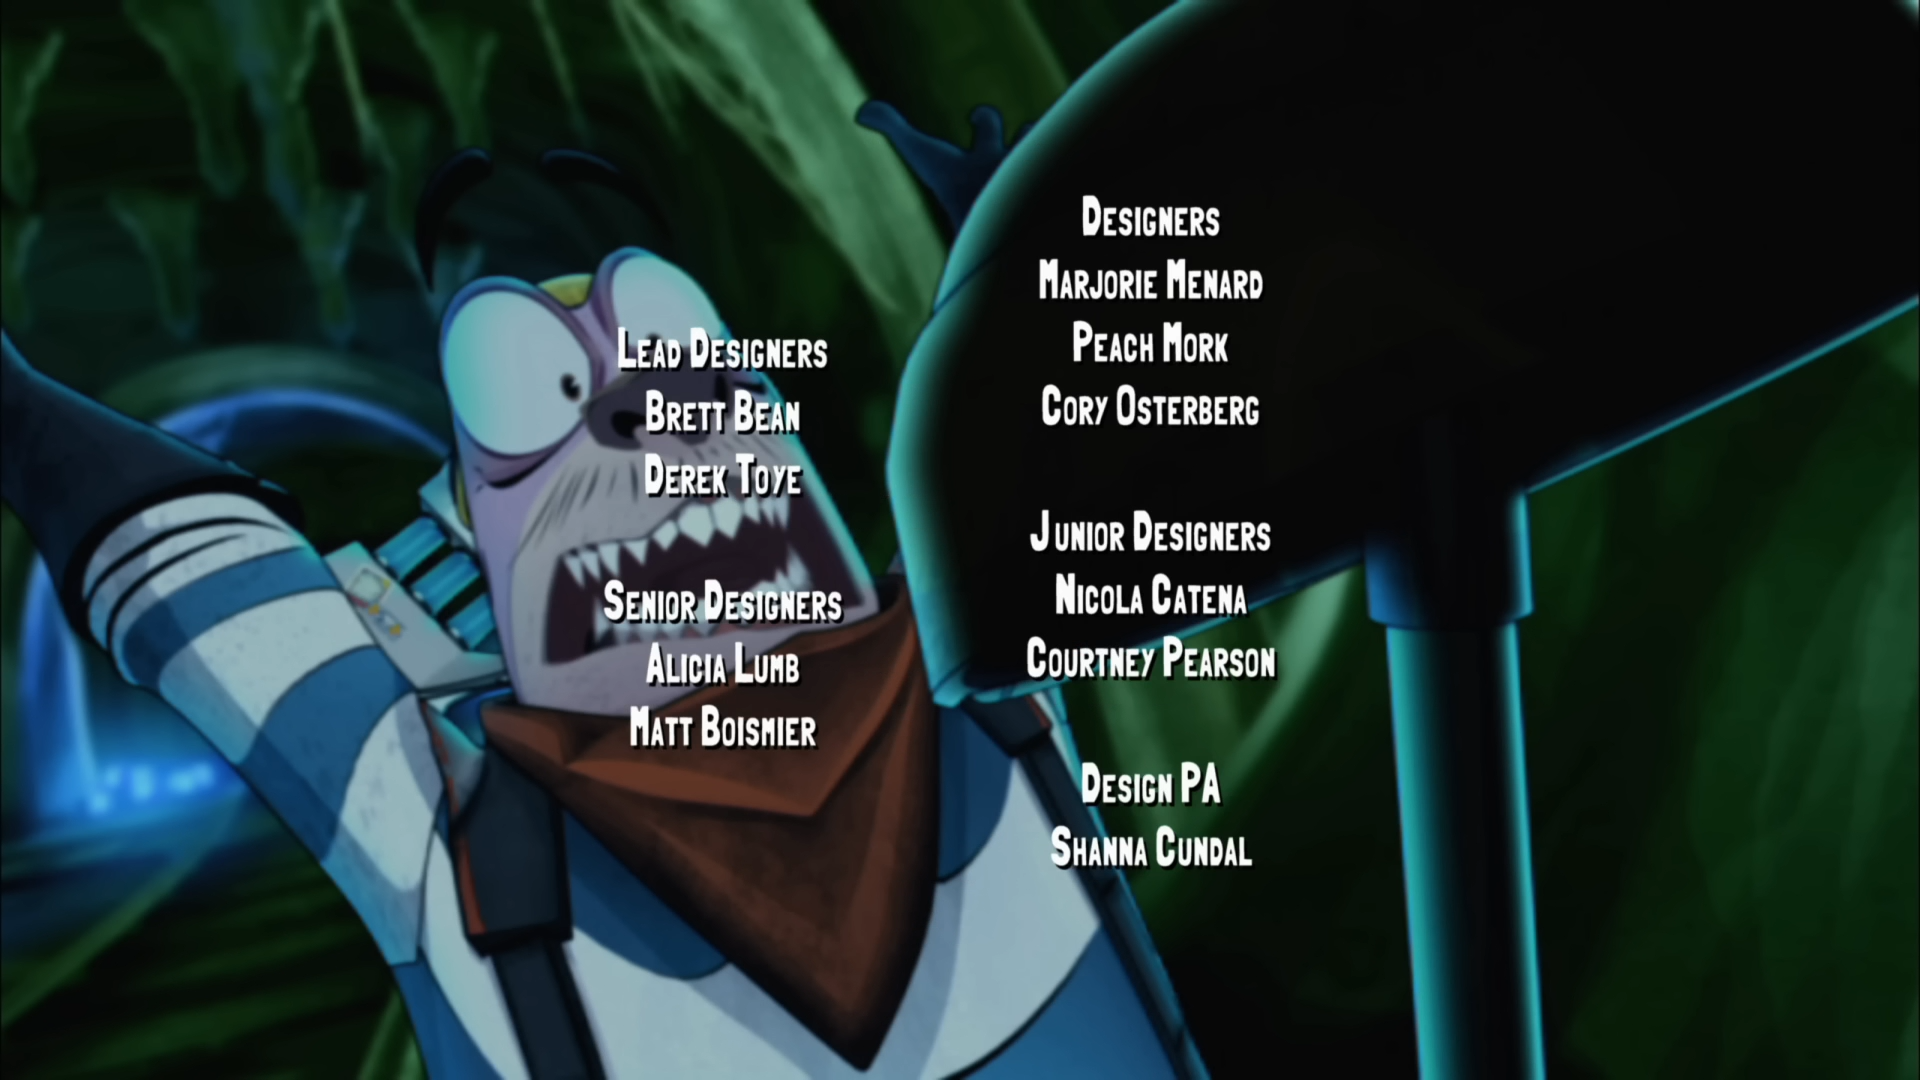 Lead Designers
Brett Bean
Derek Toye
Senior Designers
Alicia Lumb
Matt Boismier
Designers
Marjorie Menard
Peach Mork
Cory Osterberg
Junior Designers
Nicola Catena
Courtney Pearson
Design PA
Shanna Cundal